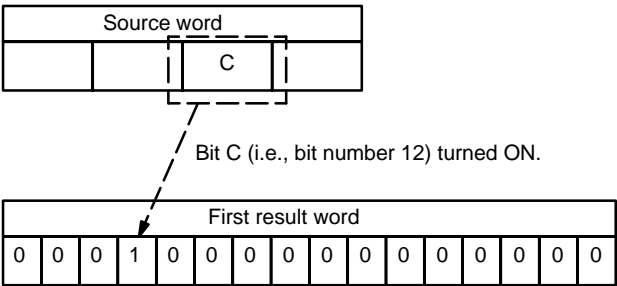 Source word
C
Bit C (i.e., bit number 12) turned ON.
First result word
0 0 0 1 0 0 0 0 0 0 0 0 0 0 0 0